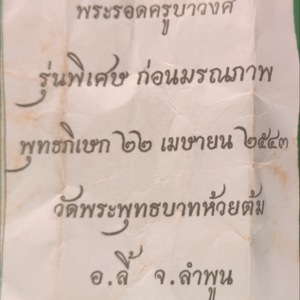 พระรอดครูบาวงศ์
รุ่นพิเศษ ก่อนมรณภาพ
พุทธภิเษก ๒๒ เมษายน ๒๕๔๓
วัดพระพุทธบาทห้วยต้ม
อ.ลี้ จ.ลำพูน